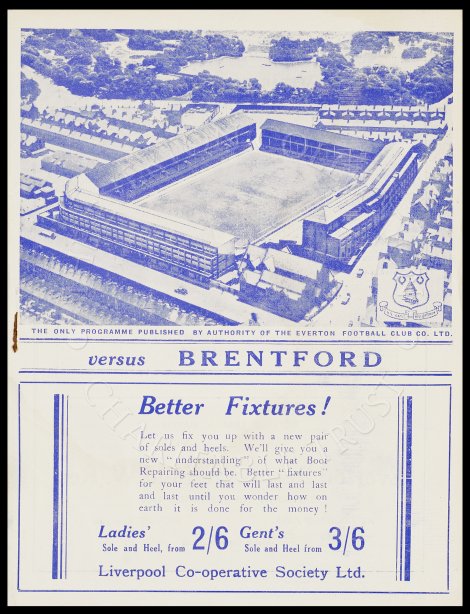 THE ONLY PROGRAMME PUBLISHED BY AUTHORITY OF THE EVERTON FOOTBALL CLUB CO. LTD.
versus BRENTFORD
Better Fixtures!
Let us fix you up with a new pair
of soles and heels. We'll give you a
new "understanding" of what Boot
Repairing should be. Better "fixtures"
for your feet that will last and last
and last until you wonder how on
earth it is done for the money!
Ladies' 2/6 Gent's 3/6
Sole and Heel, from Sole and Heel from
Liverpool Co-operative Society Ltd.